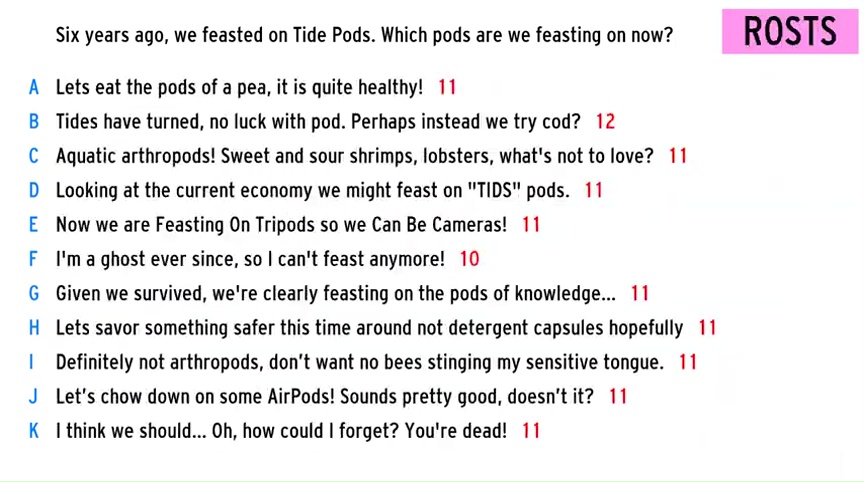 Six years ago, we feasted on Tide Pods. Which pods are we feasting on now?
ROSTS
A Lets eat the pods of a pea, it is quite healthy! 11
B Tides have turned, no luck with pod. Perhaps instead we try cod? 12
C Aquatic arthropods! Sweet and sour shrimps, lobsters, what's not to love? 11
D Looking at the current economy we might feast on "TIDS" pods. 11
E Now we are Feasting On Tripods so we Can Be Cameras! 11
F I'm a ghost ever since, so I can't feast anymore! 10
G Given we survived, we're clearly feasting on the pods of knowledge... 11
H Lets savor something safer this time around not detergent capsules hopefully 11
I Definitely not arthropods, don’t want no bees stinging my sensitive tongue. 11
J Let’s chow down on some AirPods! Sounds pretty good, doesn’t it? 11
K I think we should... Oh, how could I forget? You're dead! 11